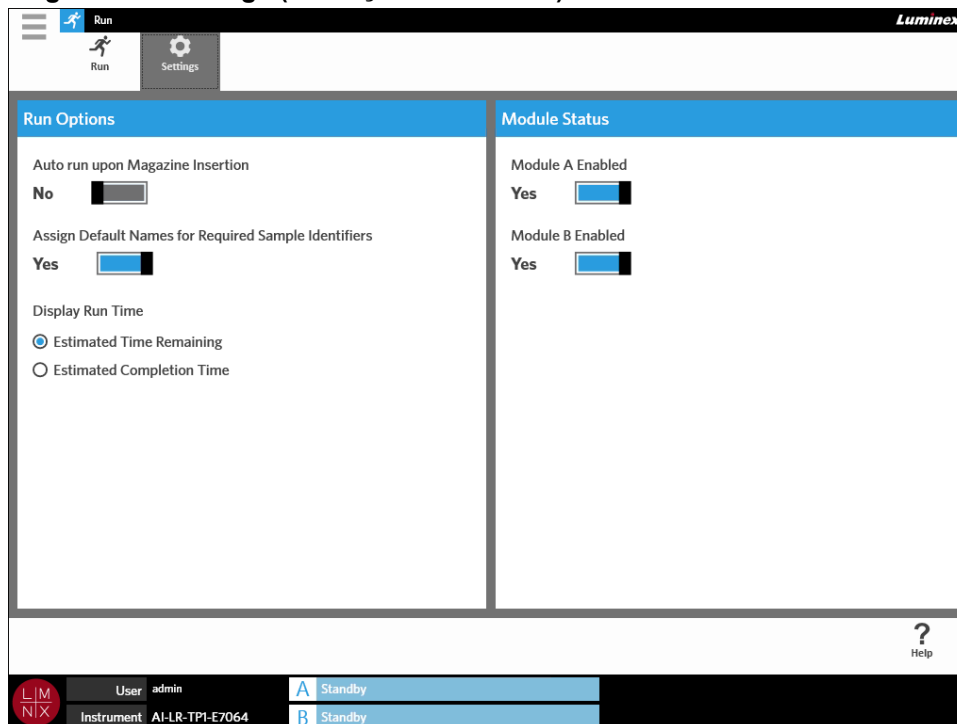 Run
Luminex
Run
Settings
Run Options
Module Status
Auto run upon Magazine Insertion
No
Assign Default Names for Required Sample Identifiers
Yes
Display Run Time
Estimated Time Remaining
Estimated Completion Time
Module A Enabled
Yes
Module B Enabled
Yes
?
Help
LM
NX
User admin
A Standby
Instrument AI-LR-TP1-E7064
B Standby